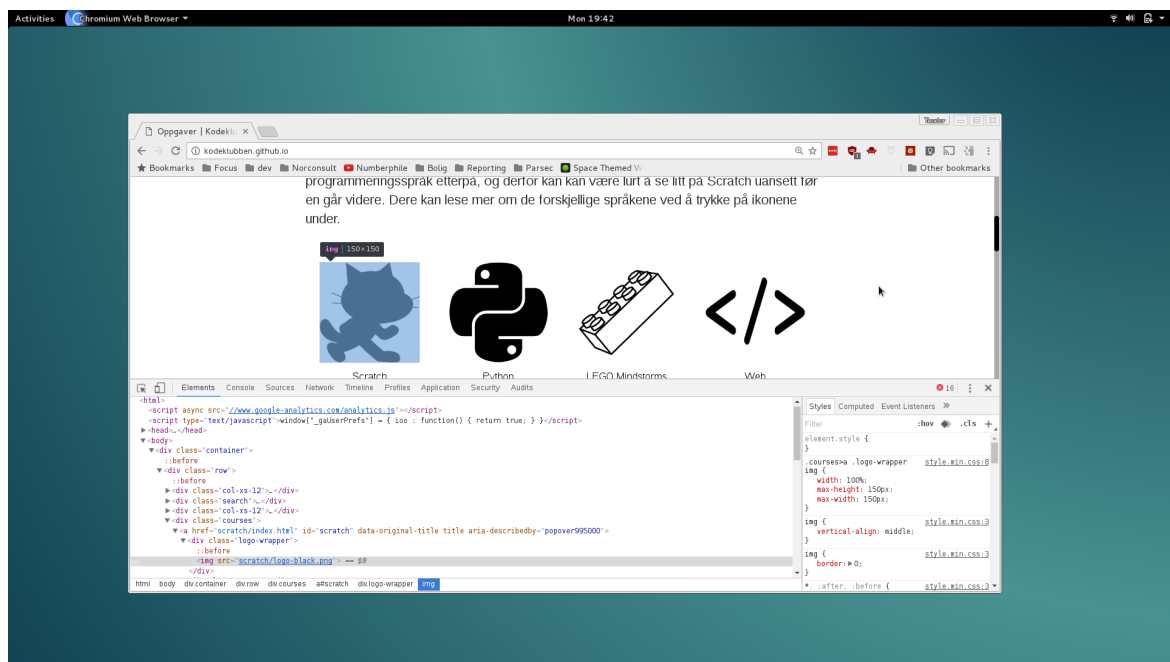 Activities Chromium Web Browser Mon 19:42
Oppgaver | Kodeklu
kodeklubben.github.io
Bookmarks Focus dev Norconsult Numberphile Bolig Reporting Parsec Space Themed W Other bookmarks
programmeringsspråk etterpå, og derfor kan kan være lurt å se litt på Scratch uansett før
en går videre. Dere kan lese mer om de forskjellige språkene ved å trykke på ikonene
under.
img | 150×150
Scratch Python LEGO Mindstorms Web
Elements Console Sources Network Timeline Profiles Application Security Audits 16
<html>
<script async src="//www.google-analytics.com/analytics.js"></script>
<script type="text/javascript">window["_gaUserPrefs"] = { ioo : function() { return true; } }</script>
<head>…</head>
<body>
<div class="container">
::before
<div class="row">
::before
<div class="col-xs-12">…</div>
<div class="search">…</div>
<div class="col-xs-12">…</div>
<div class="courses">
<a href="scratch/index.html" id="scratch" data-original-title title aria-describedby="popover995000">
<div class="logo-wrapper">
::before
<img src="scratch/logo-black.png"> == $0
</div>
html body div.container div.row div.courses a#scratch div.logo-wrapper img
Styles Computed Event Listeners »
Filter :hov .cls +
element.style {
}
.courses>a .logo-wrapper style.min.css:8
img {
width: 100%;
max-height: 150px;
max-width: 150px;
}
img { style.min.css:3
vertical-align: middle;
}
img { style.min.css:3
border: 0;
}
*, :after, :before { style.min.css:3